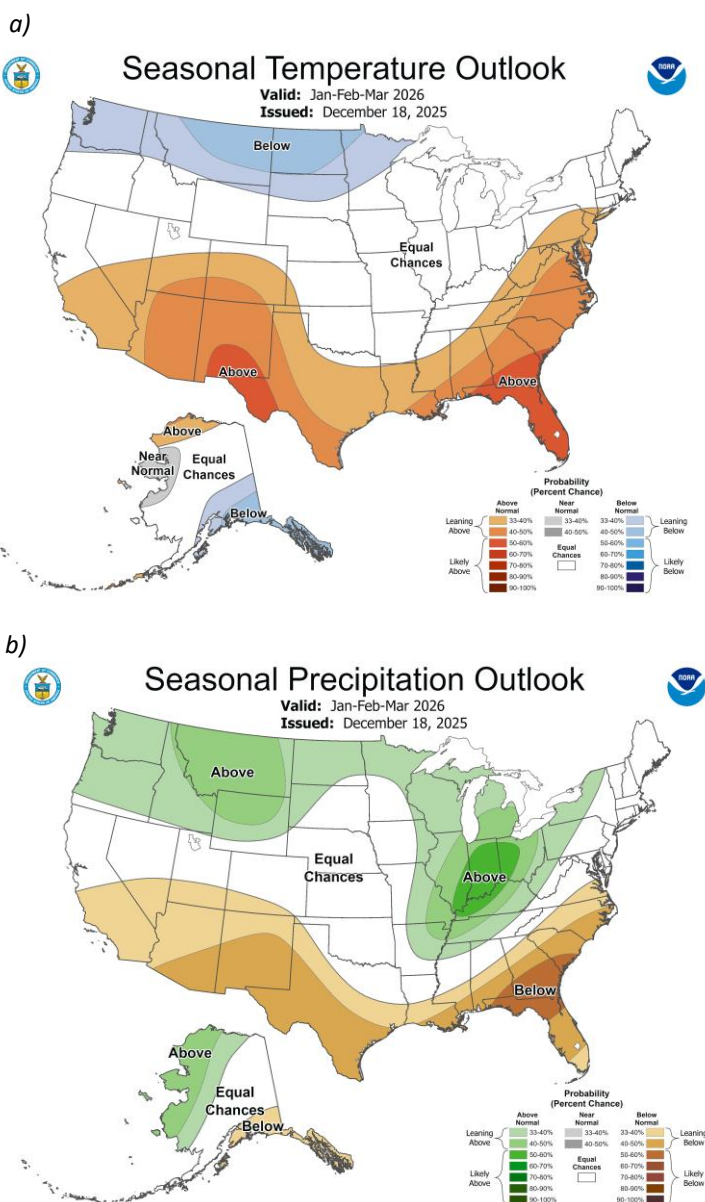 a)
Seasonal Temperature Outlook
Valid: Jan-Feb-Mar 2026
Issued: December 18, 2025
NOAA
Below
Equal
Chances
Above
Above
Above
Near
Normal
Equal
Chances
Below
Probability
(Percent Chance)
Above
Normal
Near
Normal
Below
Normal
Leaning
Above
33-40%
40-50%
33-40%
40-50%
33-40%
40-50%
Leaning
Below
Likely
Above
50-60%
60-70%
70-80%
80-90%
90-100%
Equal
Chances
50-60%
60-70%
70-80%
80-90%
90-100%
Likely
Below
b)
Seasonal Precipitation Outlook
Valid: Jan-Feb-Mar 2026
Issued: December 18, 2025
NOAA
Above
Equal
Chances
Above
Below
Above
Equal
Chances
Below
Probability
(Percent Chance)
Above
Normal
Near
Normal
Below
Normal
Leaning
Above
33-40%
40-50%
33-40%
40-50%
33-40%
40-50%
Leaning
Below
Likely
Above
50-60%
60-70%
70-80%
80-90%
90-100%
Equal
Chances
50-60%
60-70%
70-80%
80-90%
90-100%
Likely
Below